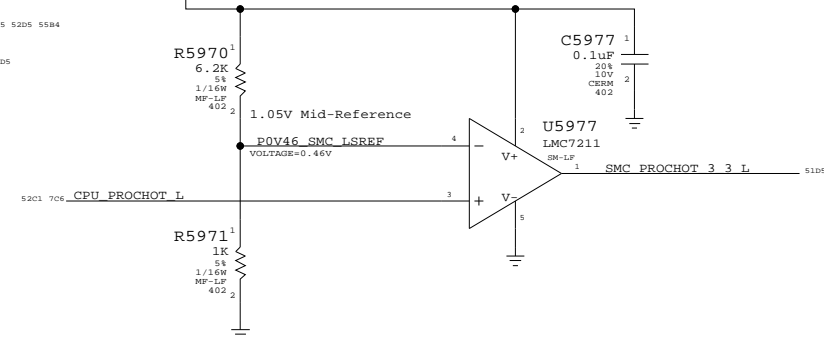 5 52D5 55B4
D5
R5970
1
6.2K
5%
1/16W
MF-LF
402
2
C5977
1
0.1uF
20%
10V
CERM
402
2
1.05V Mid-Reference
P0V46_SMC_LSREF
VOLTAGE=0.46V
4
-
2
V+
U5977
LMC7211
SM-LF
1
SMC_PROCHOT_3_3_L
51D5
52C1 7C6
CPU_PROCHOT_L
3
+
V-
5
R5971
1
1K
5%
1/16W
MF-LF
402
2